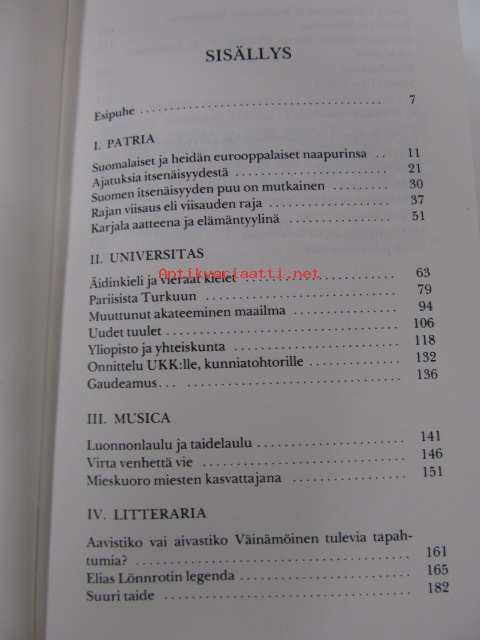 SISÄLLYS
Esipuhe ........................................ 7
I. PATRIA
Suomalaiset ja heidän eurooppalaiset naapurinsa .. 11
Ajatuksia itsenäisyydestä .......................... 21
Suomen itsenäisyyden puu on mutkainen ......... 30
Rajan viisaus eli viisauden raja ..................... 37
Karjala aatteena ja elämäntyylinä .................. 51
II. UNIVERSITAS
Äidinkieli ja vieraat kielet ......................... 63
Antikvariaatti.net
Pariisista Turkuun ................................ 79
Muuttunut akateeminen maailma ................ 94
Uudet tuulet ..................................... 106
Yliopisto ja yhteiskunta ........................... 118
Onnittelu UKK:lle, kunniatohtorille ............. 132
Gaudeamus... ................................... 136
III. MUSICA
Luonnonlaulu ja taidelaulu ...................... 141
Virta venhettä vie ............................... 146
Mieskuoro miesten kasvattajana ................. 151
IV. LITTERARIA
Aavistiko vai aivastiko Väinämöinen tulevia tapah-
tumia? ......................................... 161
Elias Lönnrotin legenda .......................... 165
Suuri taide ...................................... 182